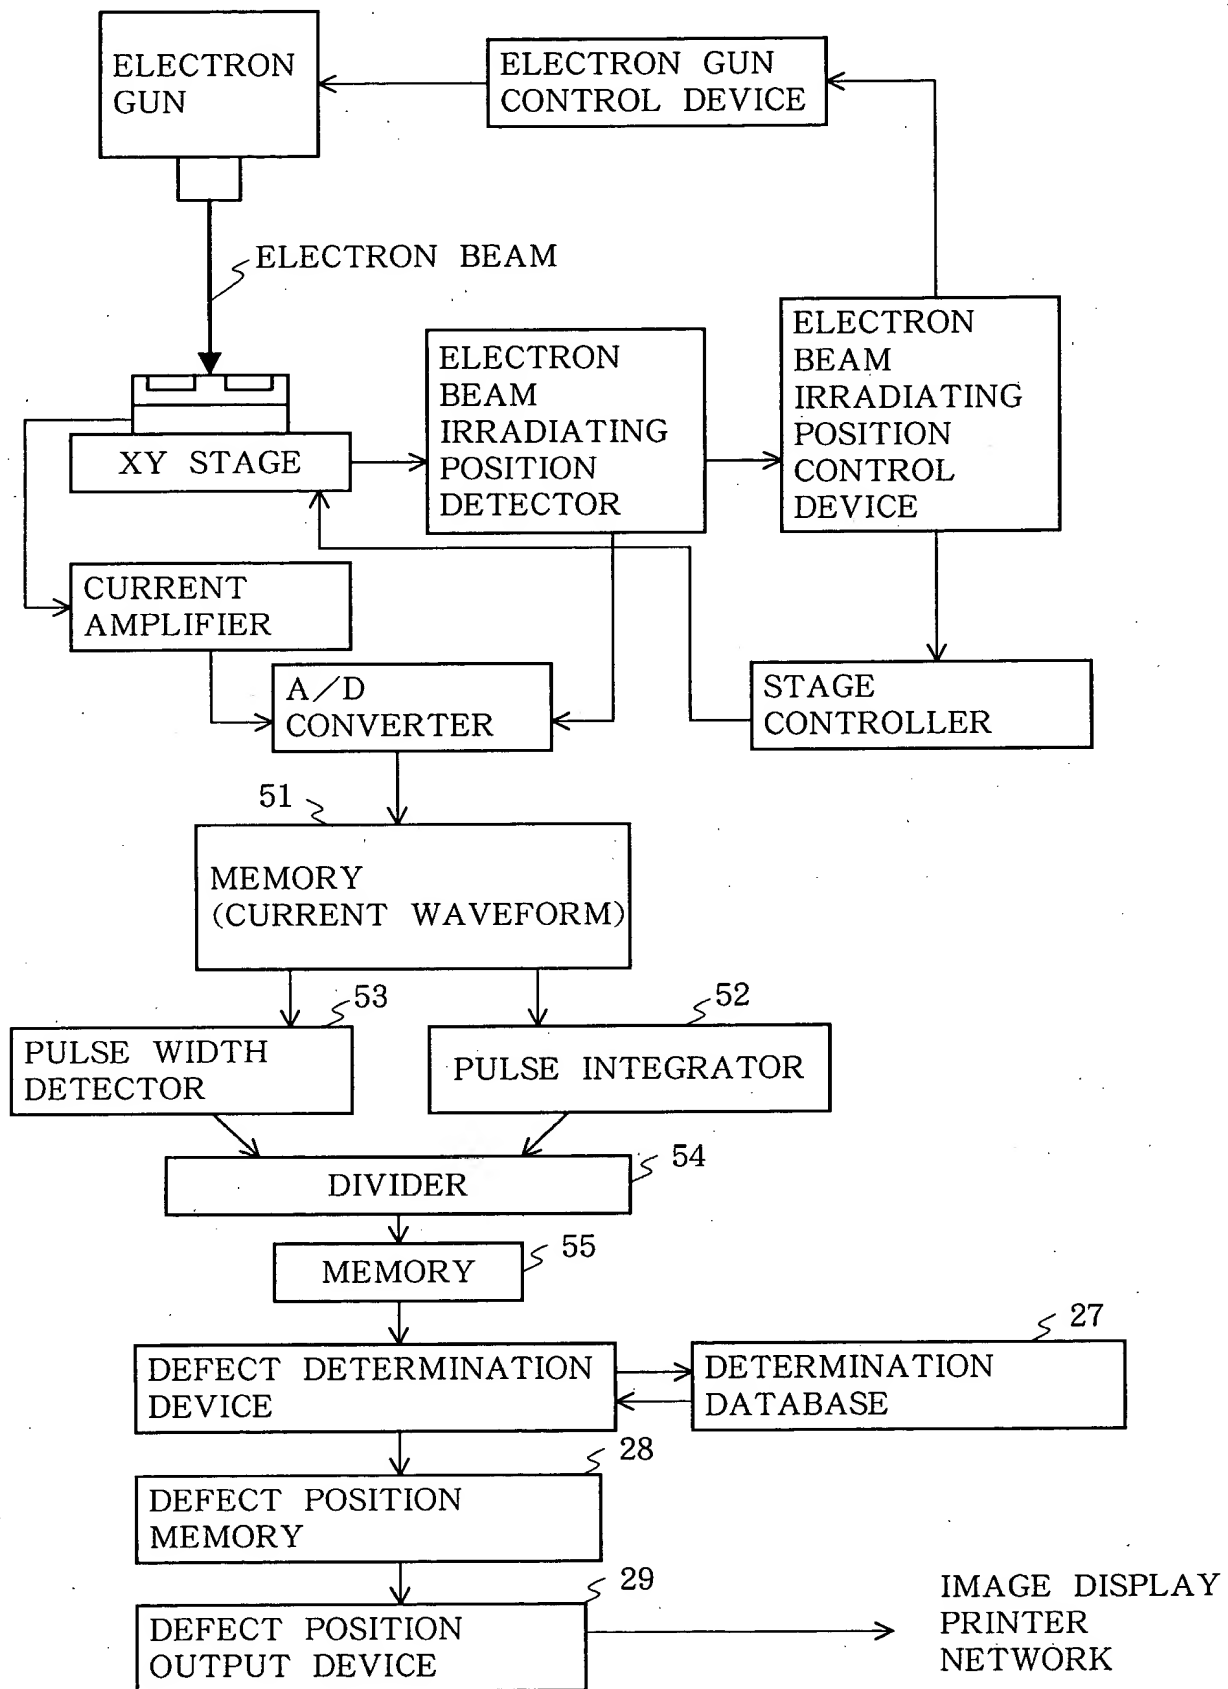 ELECTRON
GUN
ELECTRON GUN
CONTROL DEVICE
ELECTRON BEAM
ELECTRON
BEAM
IRRADIATING
POSITION
DETECTOR
ELECTRON
BEAM
IRRADIATING
POSITION
CONTROL
DEVICE
XY STAGE
CURRENT
AMPLIFIER
A/D
CONVERTER
STAGE
CONTROLLER
51
MEMORY
(CURRENT WAVEFORM)
53
52
PULSE WIDTH
DETECTOR
PULSE INTEGRATOR
54
DIVIDER
55
MEMORY
27
DEFECT DETERMINATION
DEVICE
DETERMINATION
DATABASE
28
DEFECT POSITION
MEMORY
29
DEFECT POSITION
OUTPUT DEVICE
IMAGE DISPLAY
PRINTER
NETWORK